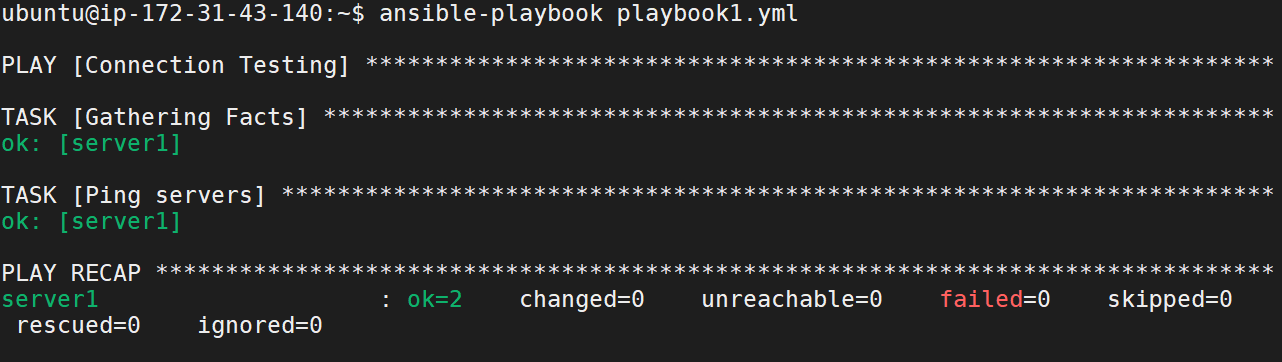 ubuntu@ip-172-31-43-140:~$ ansible-playbook playbook1.yml
PLAY [Connection Testing] *****************************************************************
TASK [Gathering Facts] ********************************************************************
ok: [server1]
TASK [Ping servers] ***********************************************************************
ok: [server1]
PLAY RECAP ********************************************************************************
server1                    : ok=2    changed=0    unreachable=0    failed=0    skipped=0
 rescued=0    ignored=0